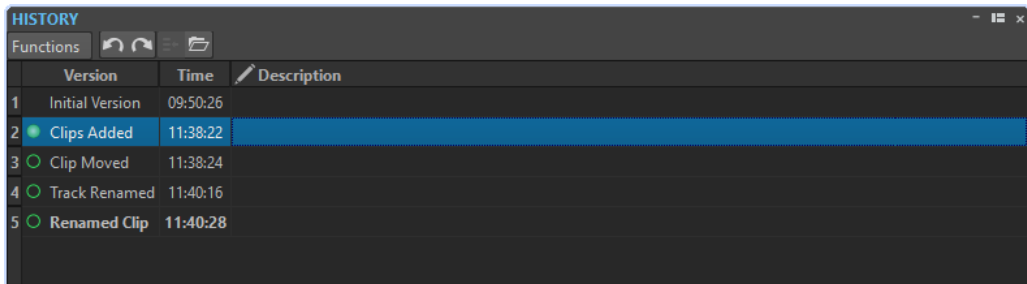 HISTORY
Functions
Version Time Description
1 Initial Version 09:50:26
2 Clips Added 11:38:22
3 Clip Moved 11:38:24
4 Track Renamed 11:40:16
5 Renamed Clip 11:40:28